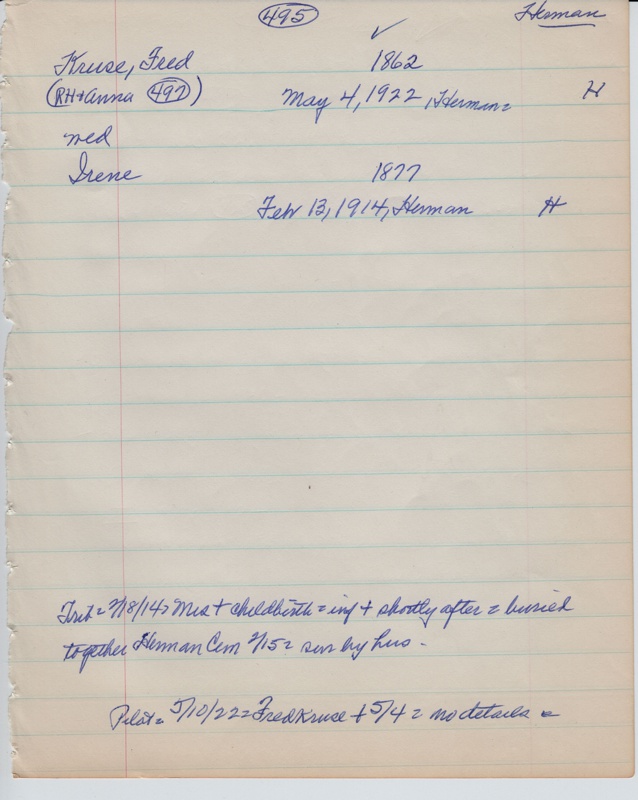 495
Herman
✓
Kruse, Fred 1862
(RH+anna 497) May 4, 1922, Herman= H
wed
Irene 1877
Feb 13, 1914, Herman H
Trib= 2/18/14= Mrs + childbirth = inf + shortly after = buried
together Herman Cem 2/15= surv by hus -
Pilot= 5/10/22= Fred Kruse + 5/4 = no details =